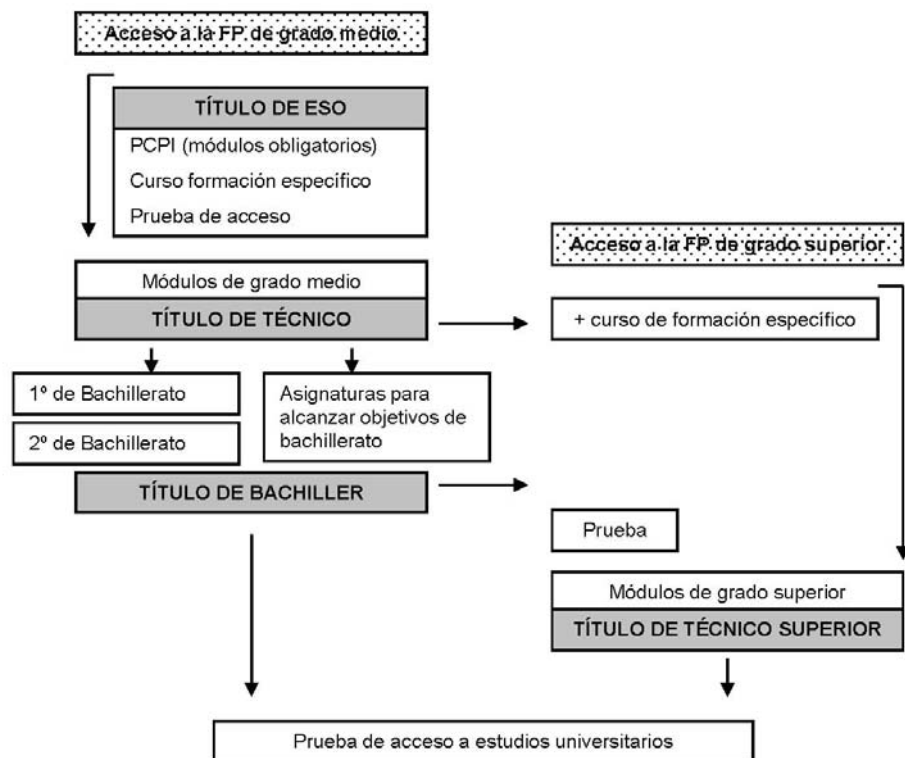 Acceso a la FP de grado medio
TÍTULO DE ESO
PCPI (módulos obligatorios)
Curso formación específico
Prueba de acceso
Acceso a la FP de grado superior
Módulos de grado medio
TÍTULO DE TÉCNICO
+ curso de formación específico
1º de Bachillerato
2º de Bachillerato
Asignaturas para
alcanzar objetivos de
bachillerato
TÍTULO DE BACHILLER
Prueba
Módulos de grado superior
TÍTULO DE TÉCNICO SUPERIOR
Prueba de acceso a estudios universitarios